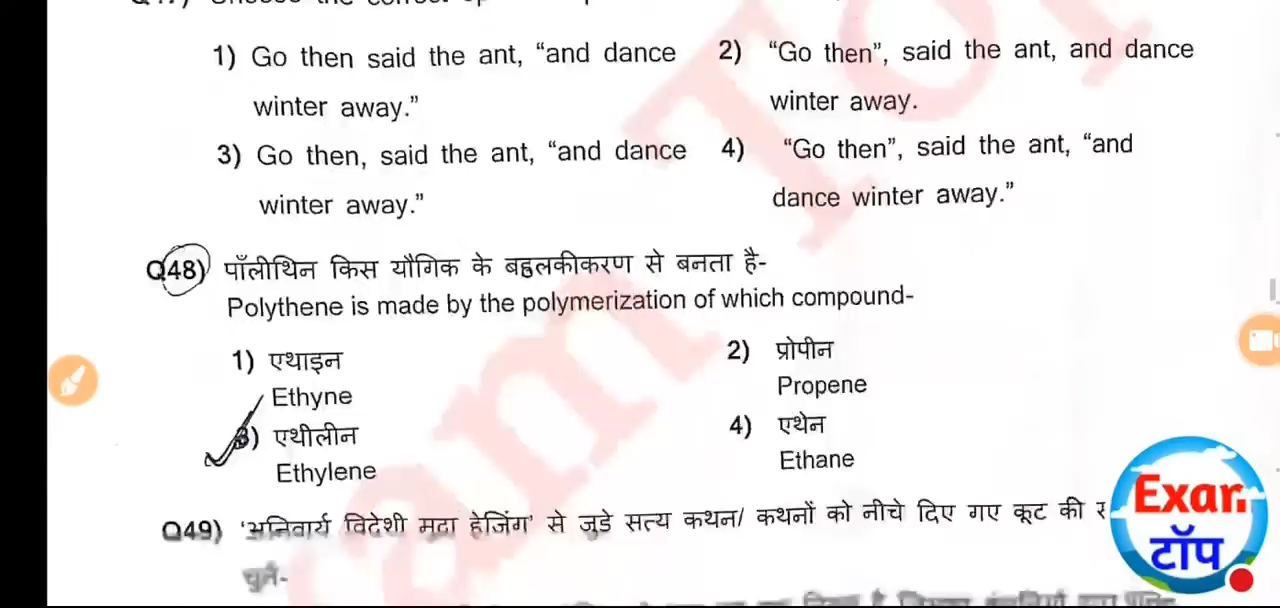 1) Go then said the ant, “and dance
winter away.”
2) “Go then”, said the ant, and dance
winter away.
3) Go then, said the ant, “and dance
winter away.”
4) “Go then”, said the ant, “and
dance winter away.”
Q48) पॉलीथिन किस यौगिक के बहुलकीकरण से बनता है-
Polythene is made by the polymerization of which compound-
1) एथाइन
Ethyne
2) प्रोपीन
Propene
3) एथीलीन
Ethylene
4) एथेन
Ethane
Q49) 'अनिवार्य विदेशी मुद्रा हेजिंग' से जुडे सत्य कथन/ कथनों को नीचे दिए गए कूट की
चुनें-
Exam
टॉप